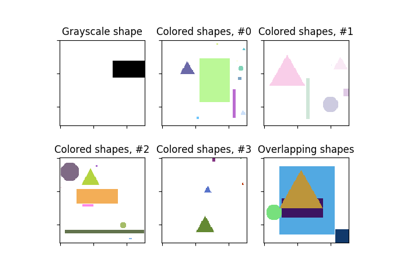 Grayscale shape
Colored shapes, #0
Colored shapes, #1
Colored shapes, #2
Colored shapes, #3
Overlapping shapes